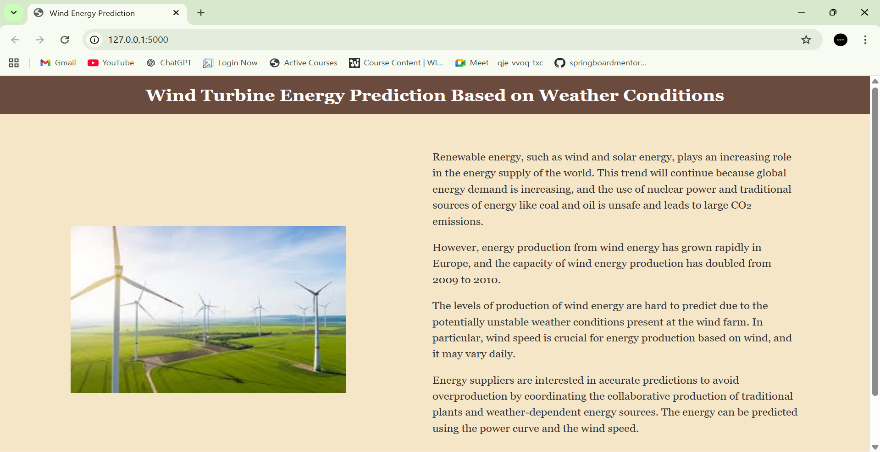 Wind Energy Prediction
127.0.0.1:5000
Gmail YouTube ChatGPT Login Now Active Courses Course Content | Wl... Meet - qje-vvoq-txc springboardmentor...
Wind Turbine Energy Prediction Based on Weather Conditions
Renewable energy, such as wind and solar energy, plays an increasing role
in the energy supply of the world. This trend will continue because global
energy demand is increasing, and the use of nuclear power and traditional
sources of energy like coal and oil is unsafe and leads to large CO₂
emissions.
However, energy production from wind energy has grown rapidly in
Europe, and the capacity of wind energy production has doubled from
2009 to 2010.
The levels of production of wind energy are hard to predict due to the
potentially unstable weather conditions present at the wind farm. In
particular, wind speed is crucial for energy production based on wind, and
it may vary daily.
Energy suppliers are interested in accurate predictions to avoid
overproduction by coordinating the collaborative production of traditional
plants and weather-dependent energy sources. The energy can be predicted
using the power curve and the wind speed.